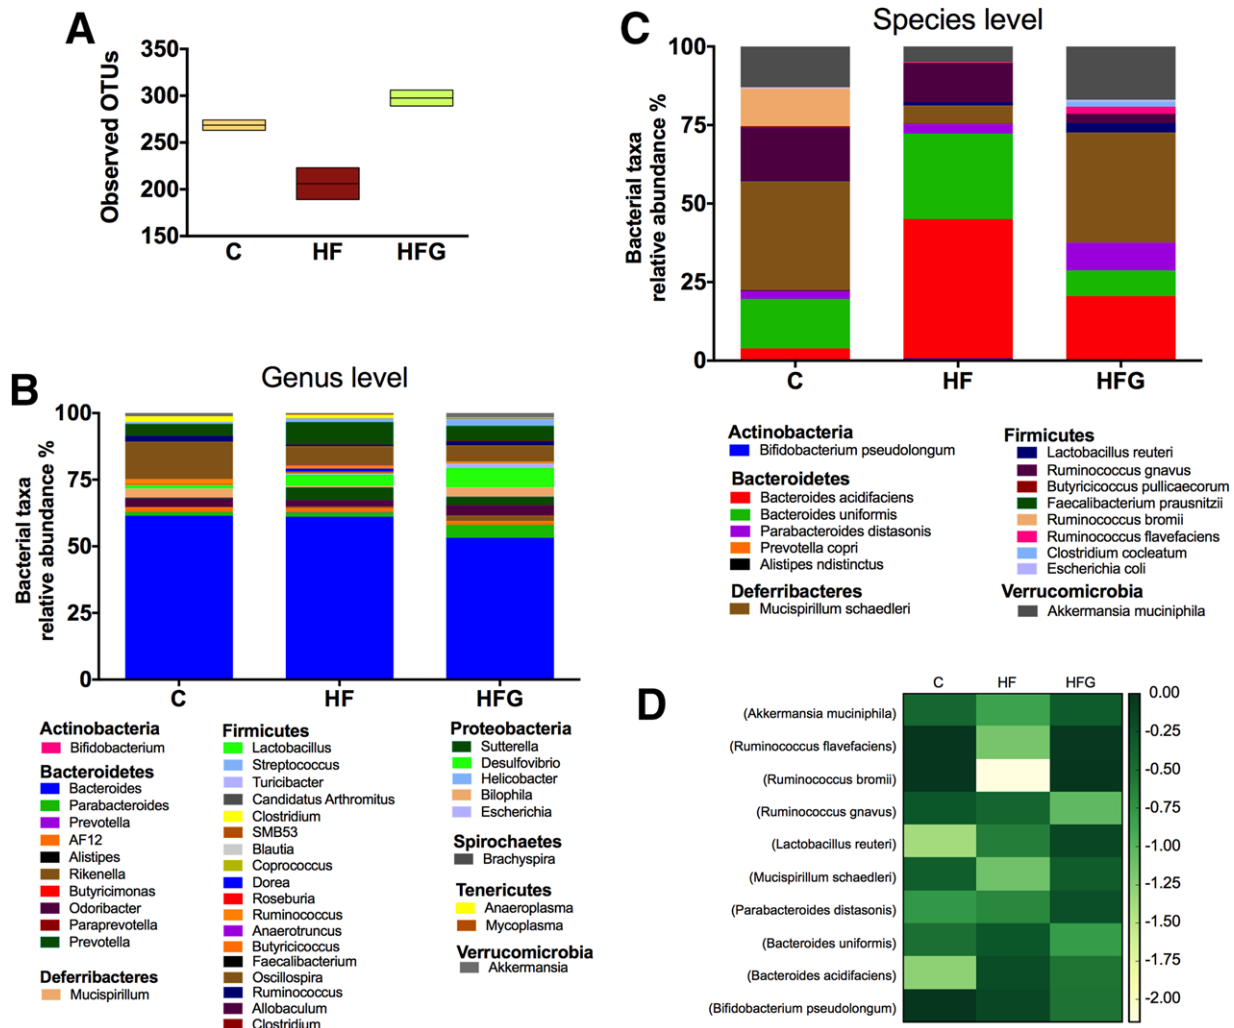 A
350
300
250
200
150
Observed OTUs
C
HF
HFG
B
Genus level
100
75
50
25
0
Bacterial taxa
relative abundance %
C
HF
HFG
Actinobacteria
Bifidobacterium
Bacteroidetes
Bacteroides
Parabacteroides
Prevotella
AF12
Alistipes
Rikenella
Butyricimonas
Odoribacter
Paraprevotella
Prevotella
Deferribacteres
Mucispirillum
Firmicutes
Lactobacillus
Streptococcus
Turicibacter
Candidatus Arthromitus
Clostridium
SMB53
Blautia
Coprococcus
Dorea
Roseburia
Ruminococcus
Anaerotruncus
Butyricicoccus
Faecalibacterium
Oscillospira
Ruminococcus
Allobaculum
Clostridium
Proteobacteria
Sutterella
Desulfovibrio
Helicobacter
Bilophila
Escherichia
Spirochaetes
Brachyspira
Tenericutes
Anaeroplasma
Mycoplasma
Verrucomicrobia
Akkermansia
C
Species level
100
75
50
25
0
Bacterial taxa
relative abundance %
C
HF
HFG
Actinobacteria
Bifidobacterium pseudolongum
Bacteroidetes
Bacteroides acidifaciens
Bacteroides uniformis
Parabacteroides distasonis
Prevotella copri
Alistipes ndistinctus
Deferribacteres
Mucispirillum schaedleri
Firmicutes
Lactobacillus reuteri
Ruminococcus gnavus
Butyricicoccus pullicaecorum
Faecalibacterium prausnitzii
Ruminococcus bromii
Ruminococcus flavefaciens
Clostridium cocleatum
Escherichia coli
Verrucomicrobia
Akkermansia muciniphila
D
C
HF
HFG
(Akkermansia muciniphila)
(Ruminococcus flavefaciens)
(Ruminococcus bromii)
(Ruminococcus gnavus)
(Lactobacillus reuteri)
(Mucispirillum schaedleri)
(Parabacteroides distasonis)
(Bacteroides uniformis)
(Bacteroides acidifaciens)
(Bifidobacterium pseudolongum)
0.00
-0.25
-0.50
-0.75
-1.00
-1.25
-1.50
-1.75
-2.00